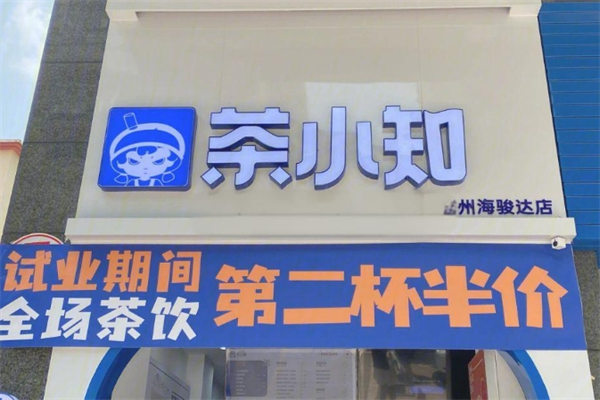 茶小知
州海骏达店
试业期间
全场茶饮
第二杯半价